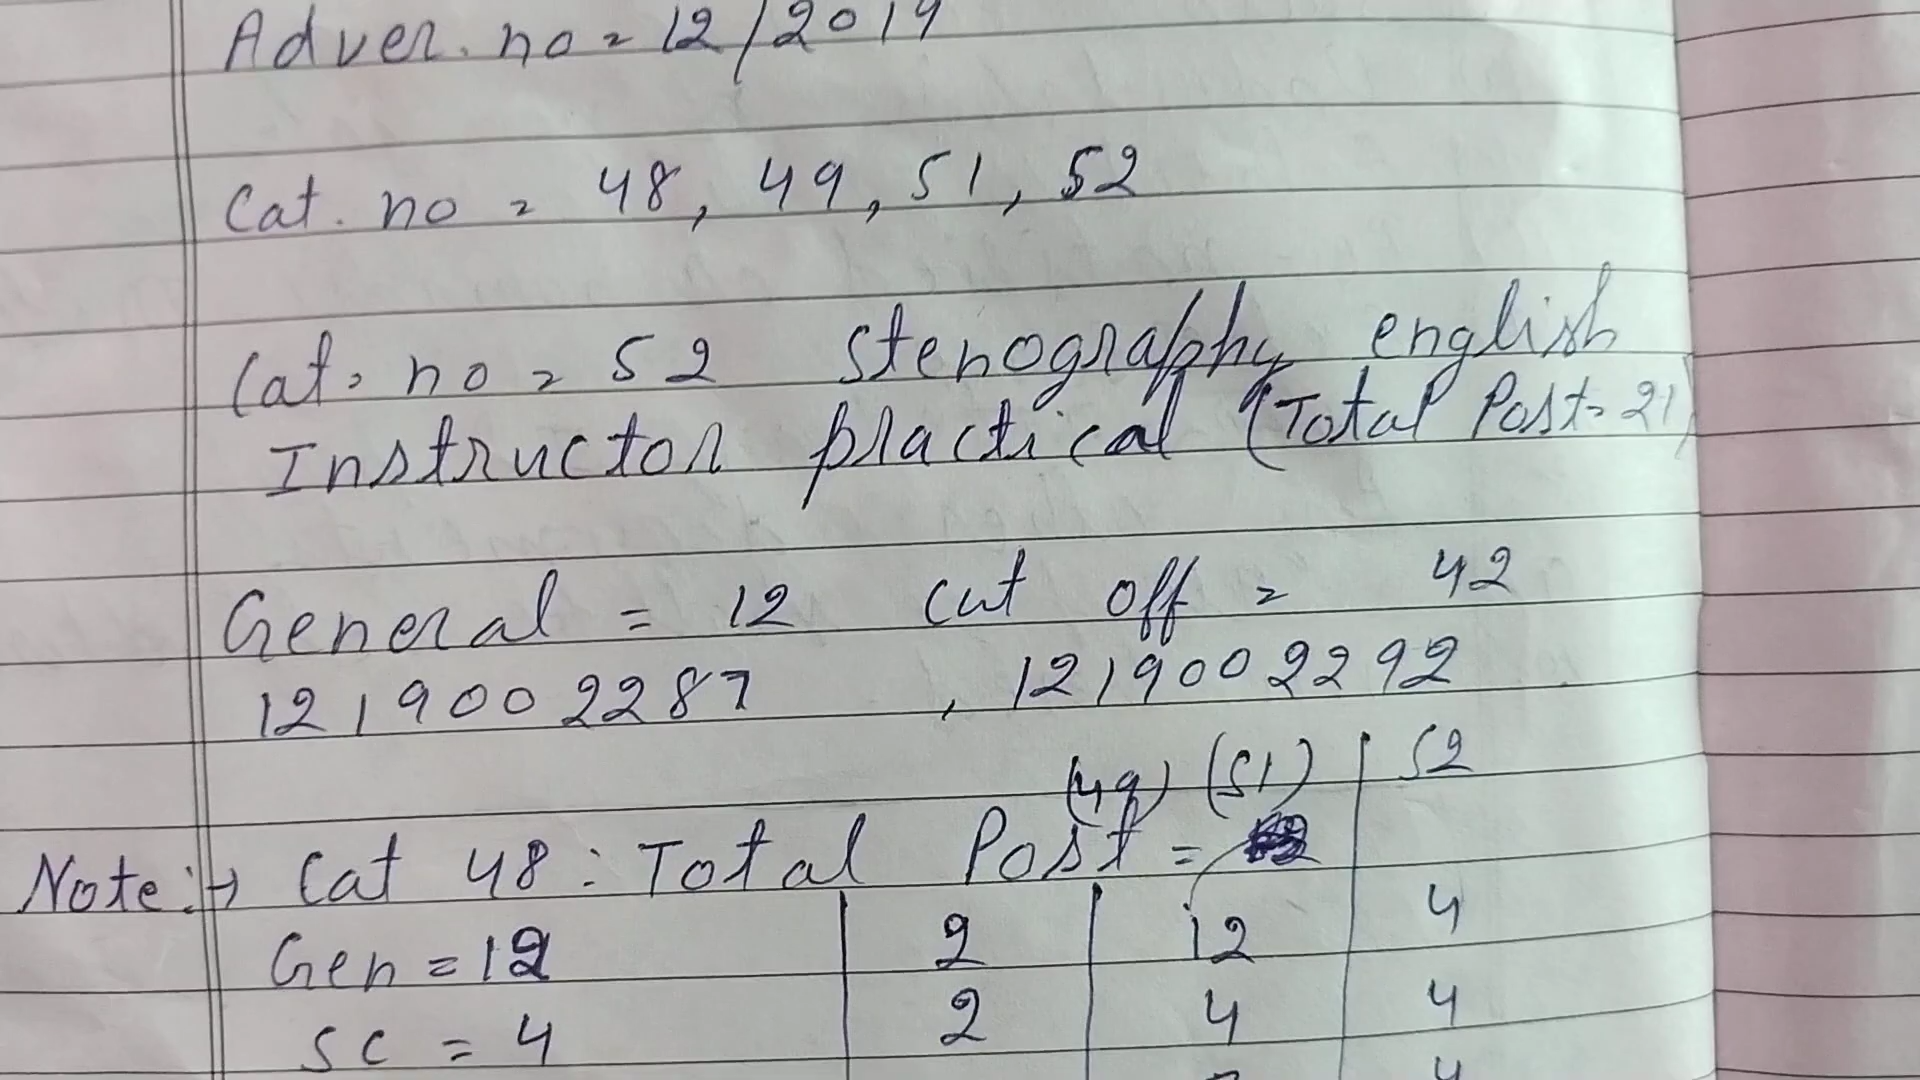 Adver. no = 12/2019
Cat. no = 48, 49, 51, 52
Cat. no = 52 Stenography english
Instructor practical (Total Post = 21)
General = 12 cut off = 42
1219002287 , 1219002292
(49) (51) | 52
Note :→ Cat 48 : Total Post =
Gen = 12 | 2 | 12 | 4
SC = 4 | 2 | 4 | 4
4